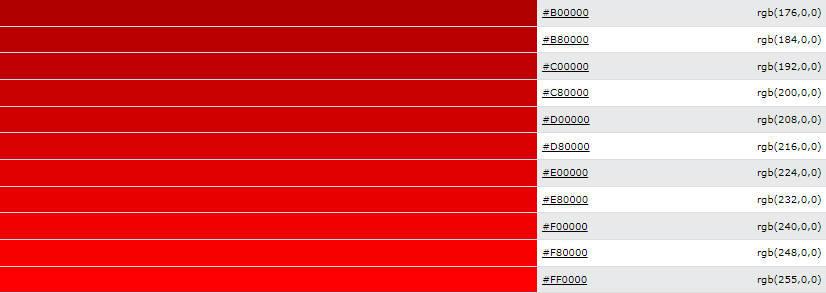 #B00000 rgb(176,0,0)
#B80000 rgb(184,0,0)
#C00000 rgb(192,0,0)
#C80000 rgb(200,0,0)
#D00000 rgb(208,0,0)
#D80000 rgb(216,0,0)
#E00000 rgb(224,0,0)
#E80000 rgb(232,0,0)
#F00000 rgb(240,0,0)
#F80000 rgb(248,0,0)
#FF0000 rgb(255,0,0)